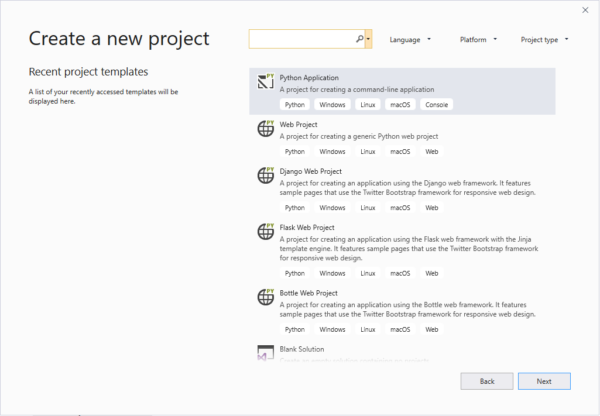 Create a new project
Language
Platform
Project type
Recent project templates
A list of your recently accessed templates will be
displayed here.
Python Application
A project for creating a command-line application
Python Windows Linux macOS Console
Web Project
A project for creating a generic Python web project
Python Windows Linux macOS Web
Django Web Project
A project for creating an application using the Django web framework. It features
sample pages that use the Twitter Bootstrap framework for responsive web design.
Python Windows Linux macOS Web
Flask Web Project
A project for creating an application using the Flask web framework with the Jinja
template engine. It features sample pages that use the Twitter Bootstrap framework
for responsive web design.
Python Windows Linux macOS Web
Bottle Web Project
A project for creating an application using the Bottle web framework. It features
sample pages that use the Twitter Bootstrap framework for responsive web design.
Python Windows Linux macOS Web
Blank Solution
Back
Next